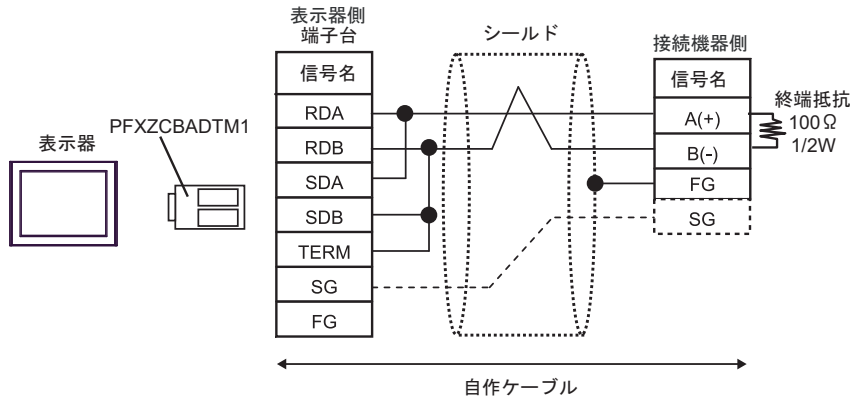 表示器側
端子台
シールド
接続機器側
信号名
RDA
RDB
SDA
SDB
TERM
SG
FG
信号名
A(+)
B(-)
FG
SG
終端抵抗
100Ω
1/2W
PFXZCBADTM1
表示器
自作ケーブル